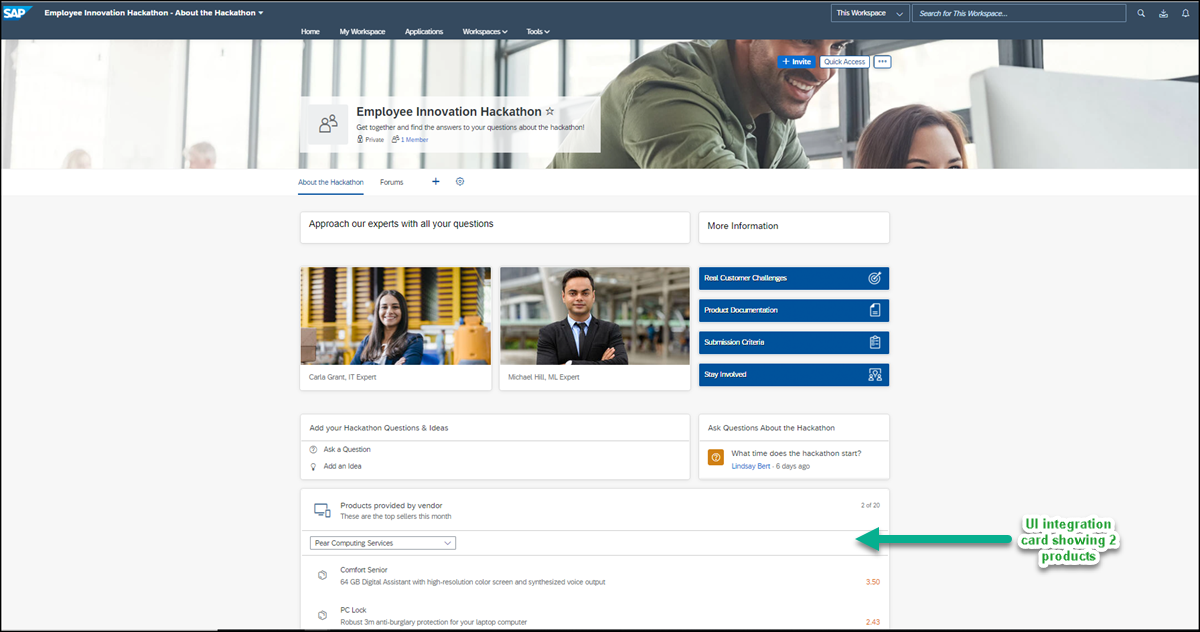 SAP
Employee Innovation Hackathon - About the Hackathon
This Workspace
Search for This Workspace...
Home
My Workspace
Applications
Workspaces
Tools
+ Invite
Quick Access
Employee Innovation Hackathon
Get together and find the answers to your questions about the hackathon!
Private
1 Member
About the Hackathon
Forums
Approach our experts with all your questions
More Information
Carla Grant, IT Expert
Michael Hill, ML Expert
Real Customer Challenges
Product Documentation
Submission Criteria
Stay Involved
Add your Hackathon Questions & Ideas
Ask a Question
Add an Idea
Ask Questions About the Hackathon
What time does the hackathon start?
Lindsay Bert - 6 days ago
Products provided by vendor
2 of 20
These are the top sellers this month
Pear Computing Services
UI integration
card showing 2
products
Comfort Senior
64 GB Digital Assistant with high-resolution color screen and synthesized voice output
3.50
PC Lock
Robust 3m anti-burglary protection for your laptop computer
2.43